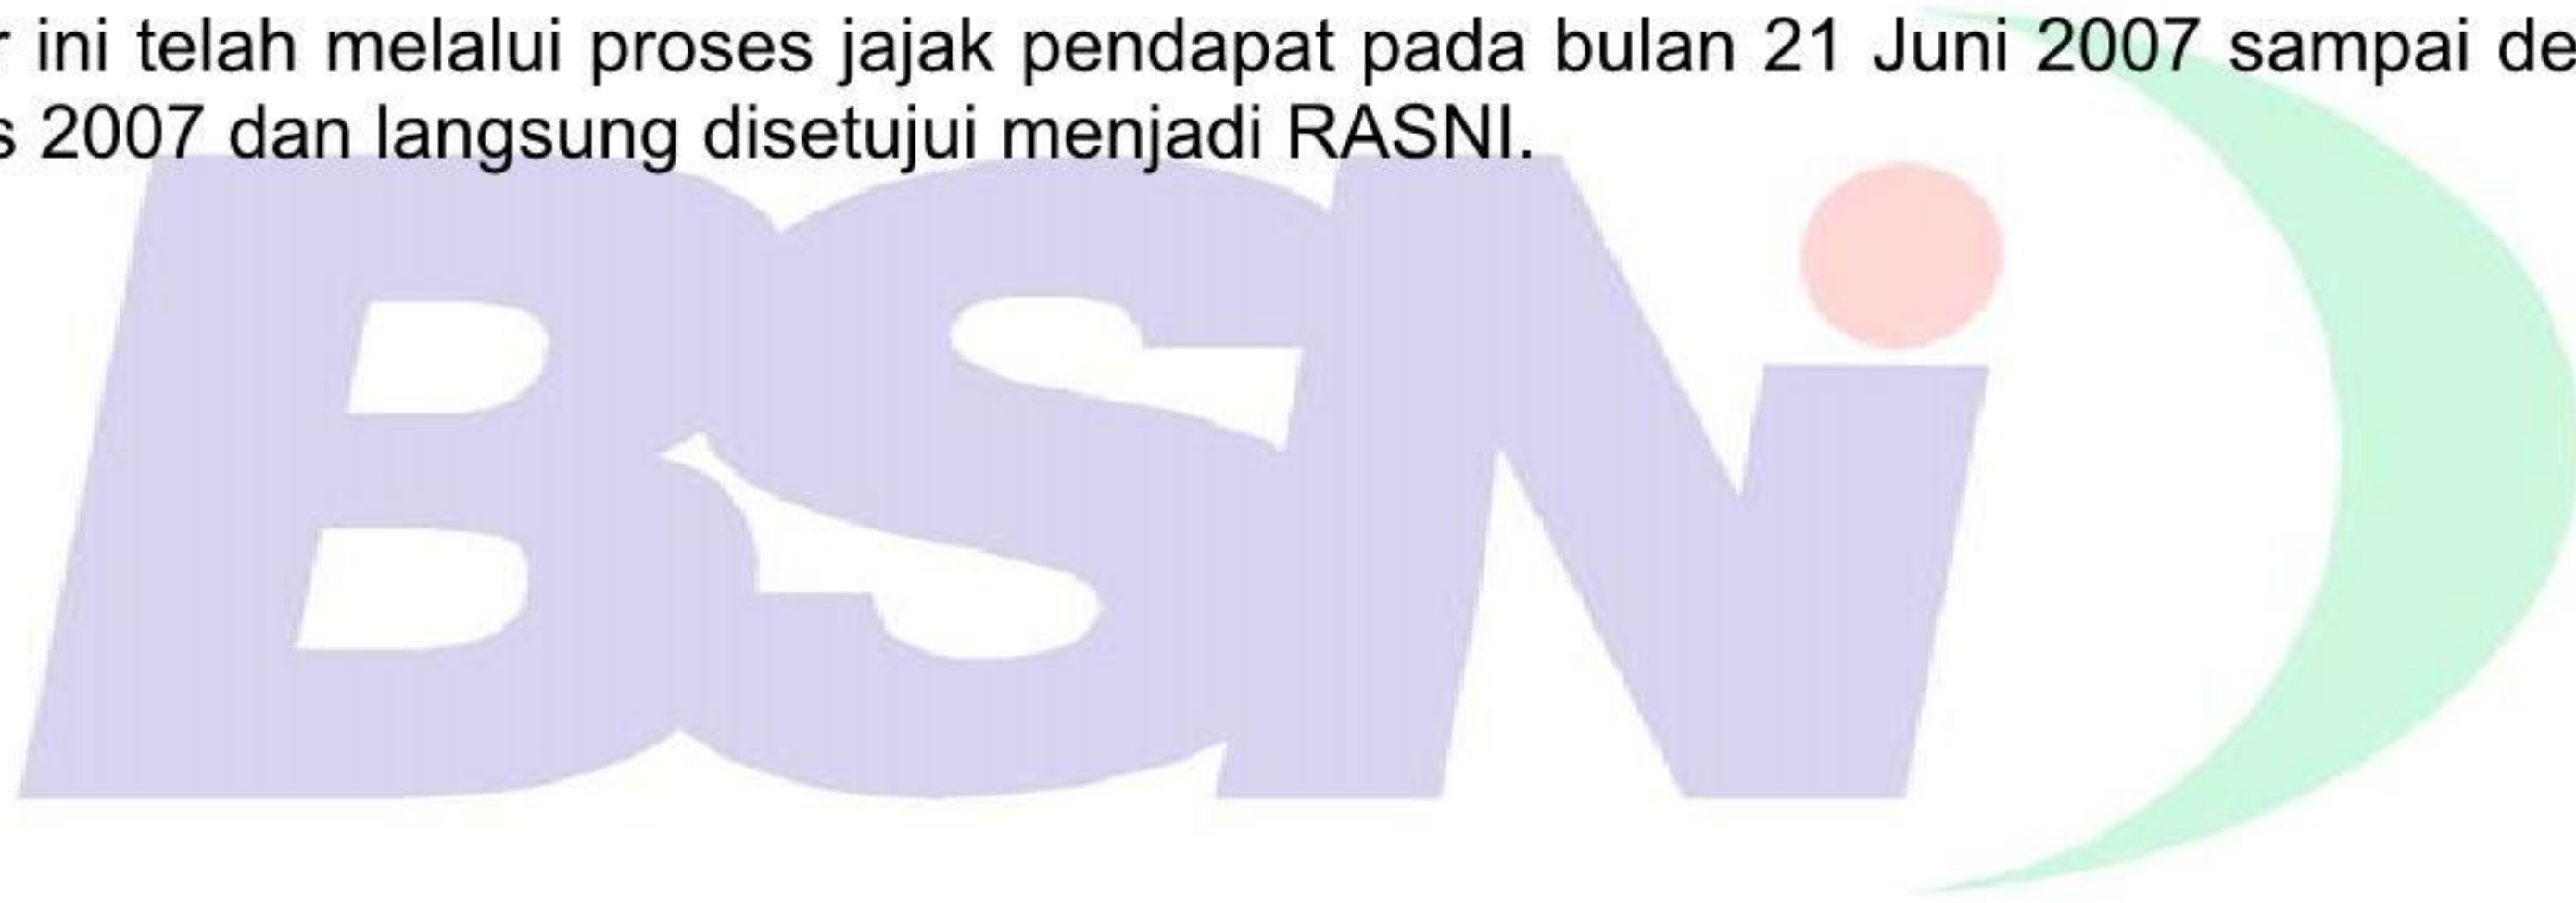 r ini telah melalui proses jajak pendapat pada bulan 21 Juni 2007 sampai de
s 2007 dan langsung disetujui menjadi RASNI.
BSNi